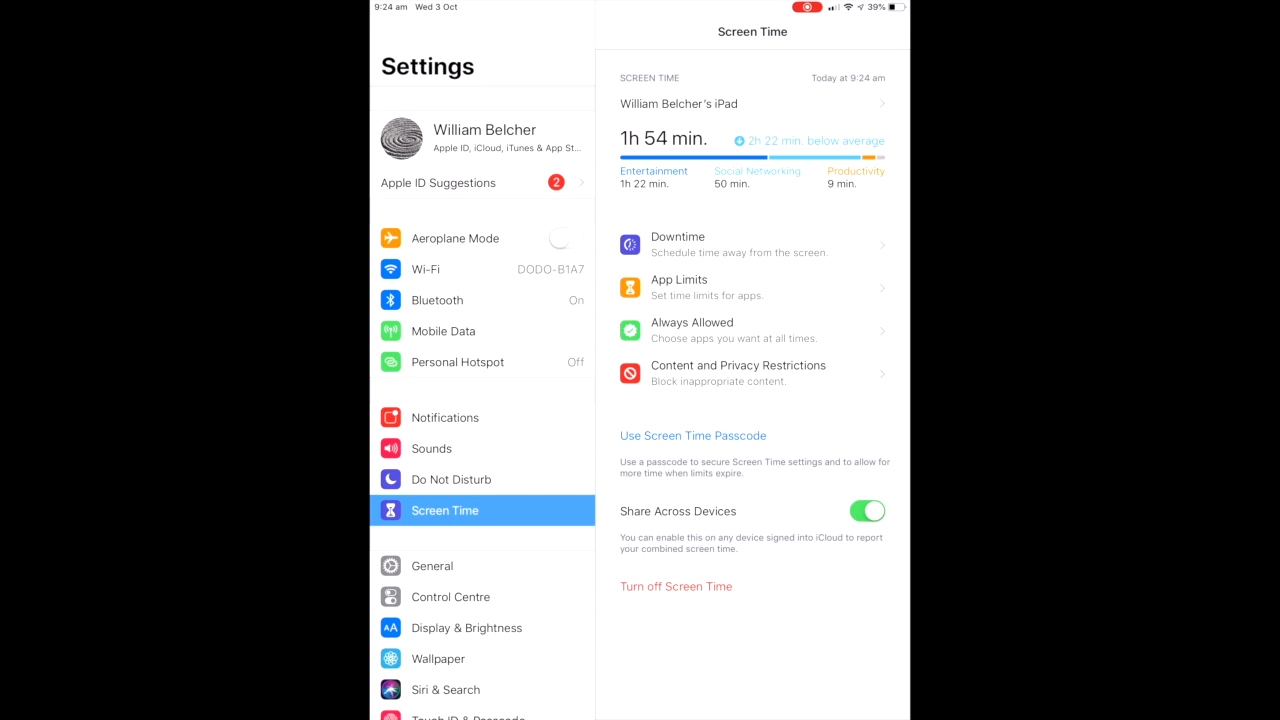 9:24 am Wed 3 Oct
39%
Settings
William Belcher
Apple ID, iCloud, iTunes & App St...
Apple ID Suggestions 2
Aeroplane Mode
Wi-Fi DODO-B1A7
Bluetooth On
Mobile Data
Personal Hotspot Off
Notifications
Sounds
Do Not Disturb
Screen Time
General
Control Centre
Display & Brightness
Wallpaper
Siri & Search
Touch ID & Passcode
Screen Time
SCREEN TIME Today at 9:24 am
William Belcher's iPad
1h 54 min. 2h 22 min. below average
Entertainment Social Networking Productivity
1h 22 min. 50 min. 9 min.
Downtime
Schedule time away from the screen.
App Limits
Set time limits for apps.
Always Allowed
Choose apps you want at all times.
Content and Privacy Restrictions
Block inappropriate content.
Use Screen Time Passcode
Use a passcode to secure Screen Time settings and to allow for
more time when limits expire.
Share Across Devices
You can enable this on any device signed into iCloud to report
your combined screen time.
Turn off Screen Time